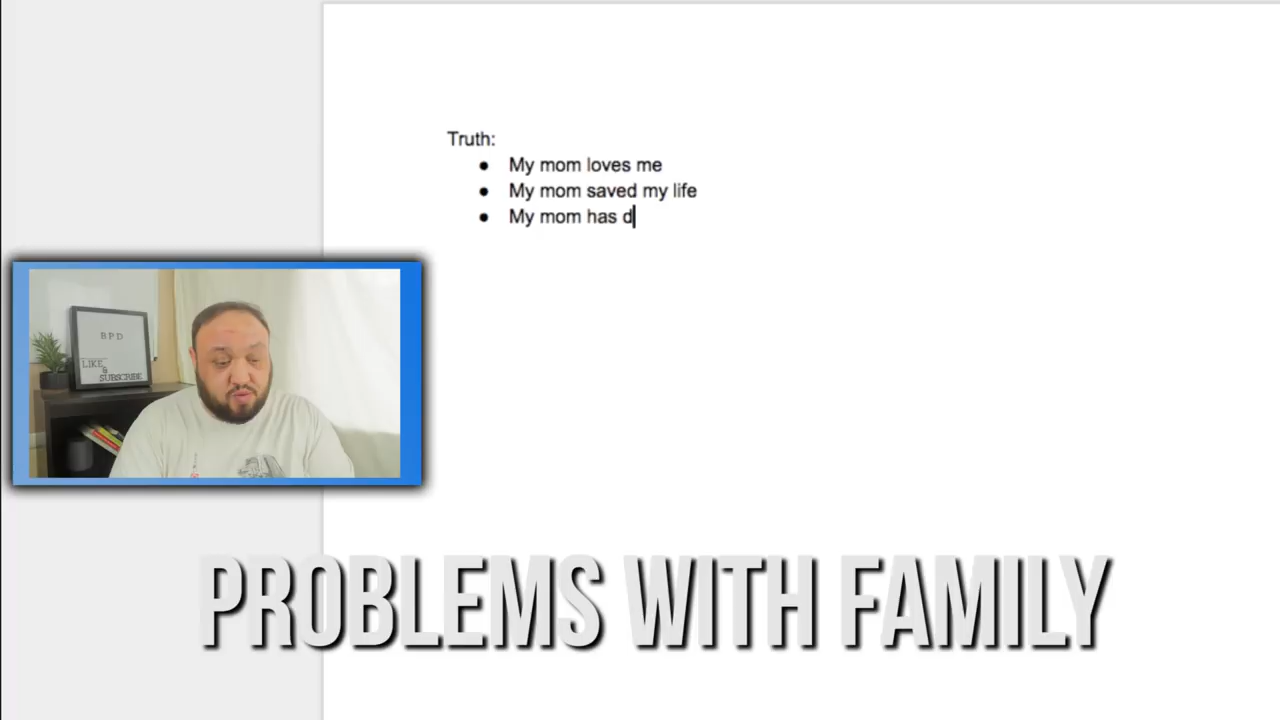 Truth:
● My mom loves me
● My mom saved my life
● My mom has d
BPD
LIKE
&
SUBSCRIBE
PROBLEMS WITH FAMILY